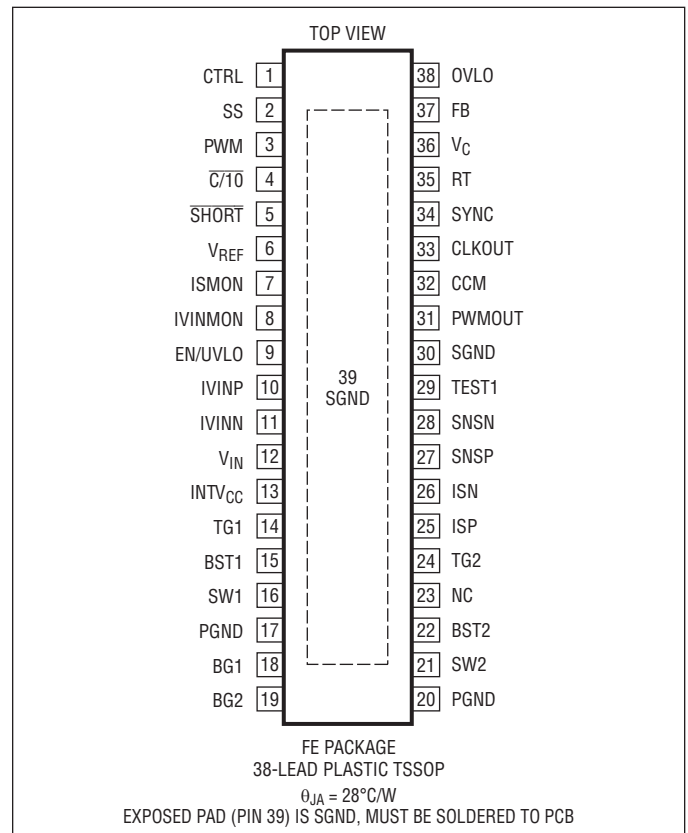 TOP VIEW
CTRL 1
SS 2
PWM 3
C/10 4
SHORT 5
VREF 6
ISMON 7
IVINMON 8
EN/UVLO 9
IVINP 10
IVINN 11
VIN 12
INTVCC 13
TG1 14
BST1 15
SW1 16
PGND 17
BG1 18
BG2 19
38 OVLO
37 FB
36 VC
35 RT
34 SYNC
33 CLKOUT
32 CCM
31 PWMOUT
30 SGND
29 TEST1
28 SNSN
27 SNSP
26 ISN
25 ISP
24 TG2
23 NC
22 BST2
21 SW2
20 PGND
39
SGND
FE PACKAGE
38-LEAD PLASTIC TSSOP
θJA = 28°C/W
EXPOSED PAD (PIN 39) IS SGND, MUST BE SOLDERED TO PCB